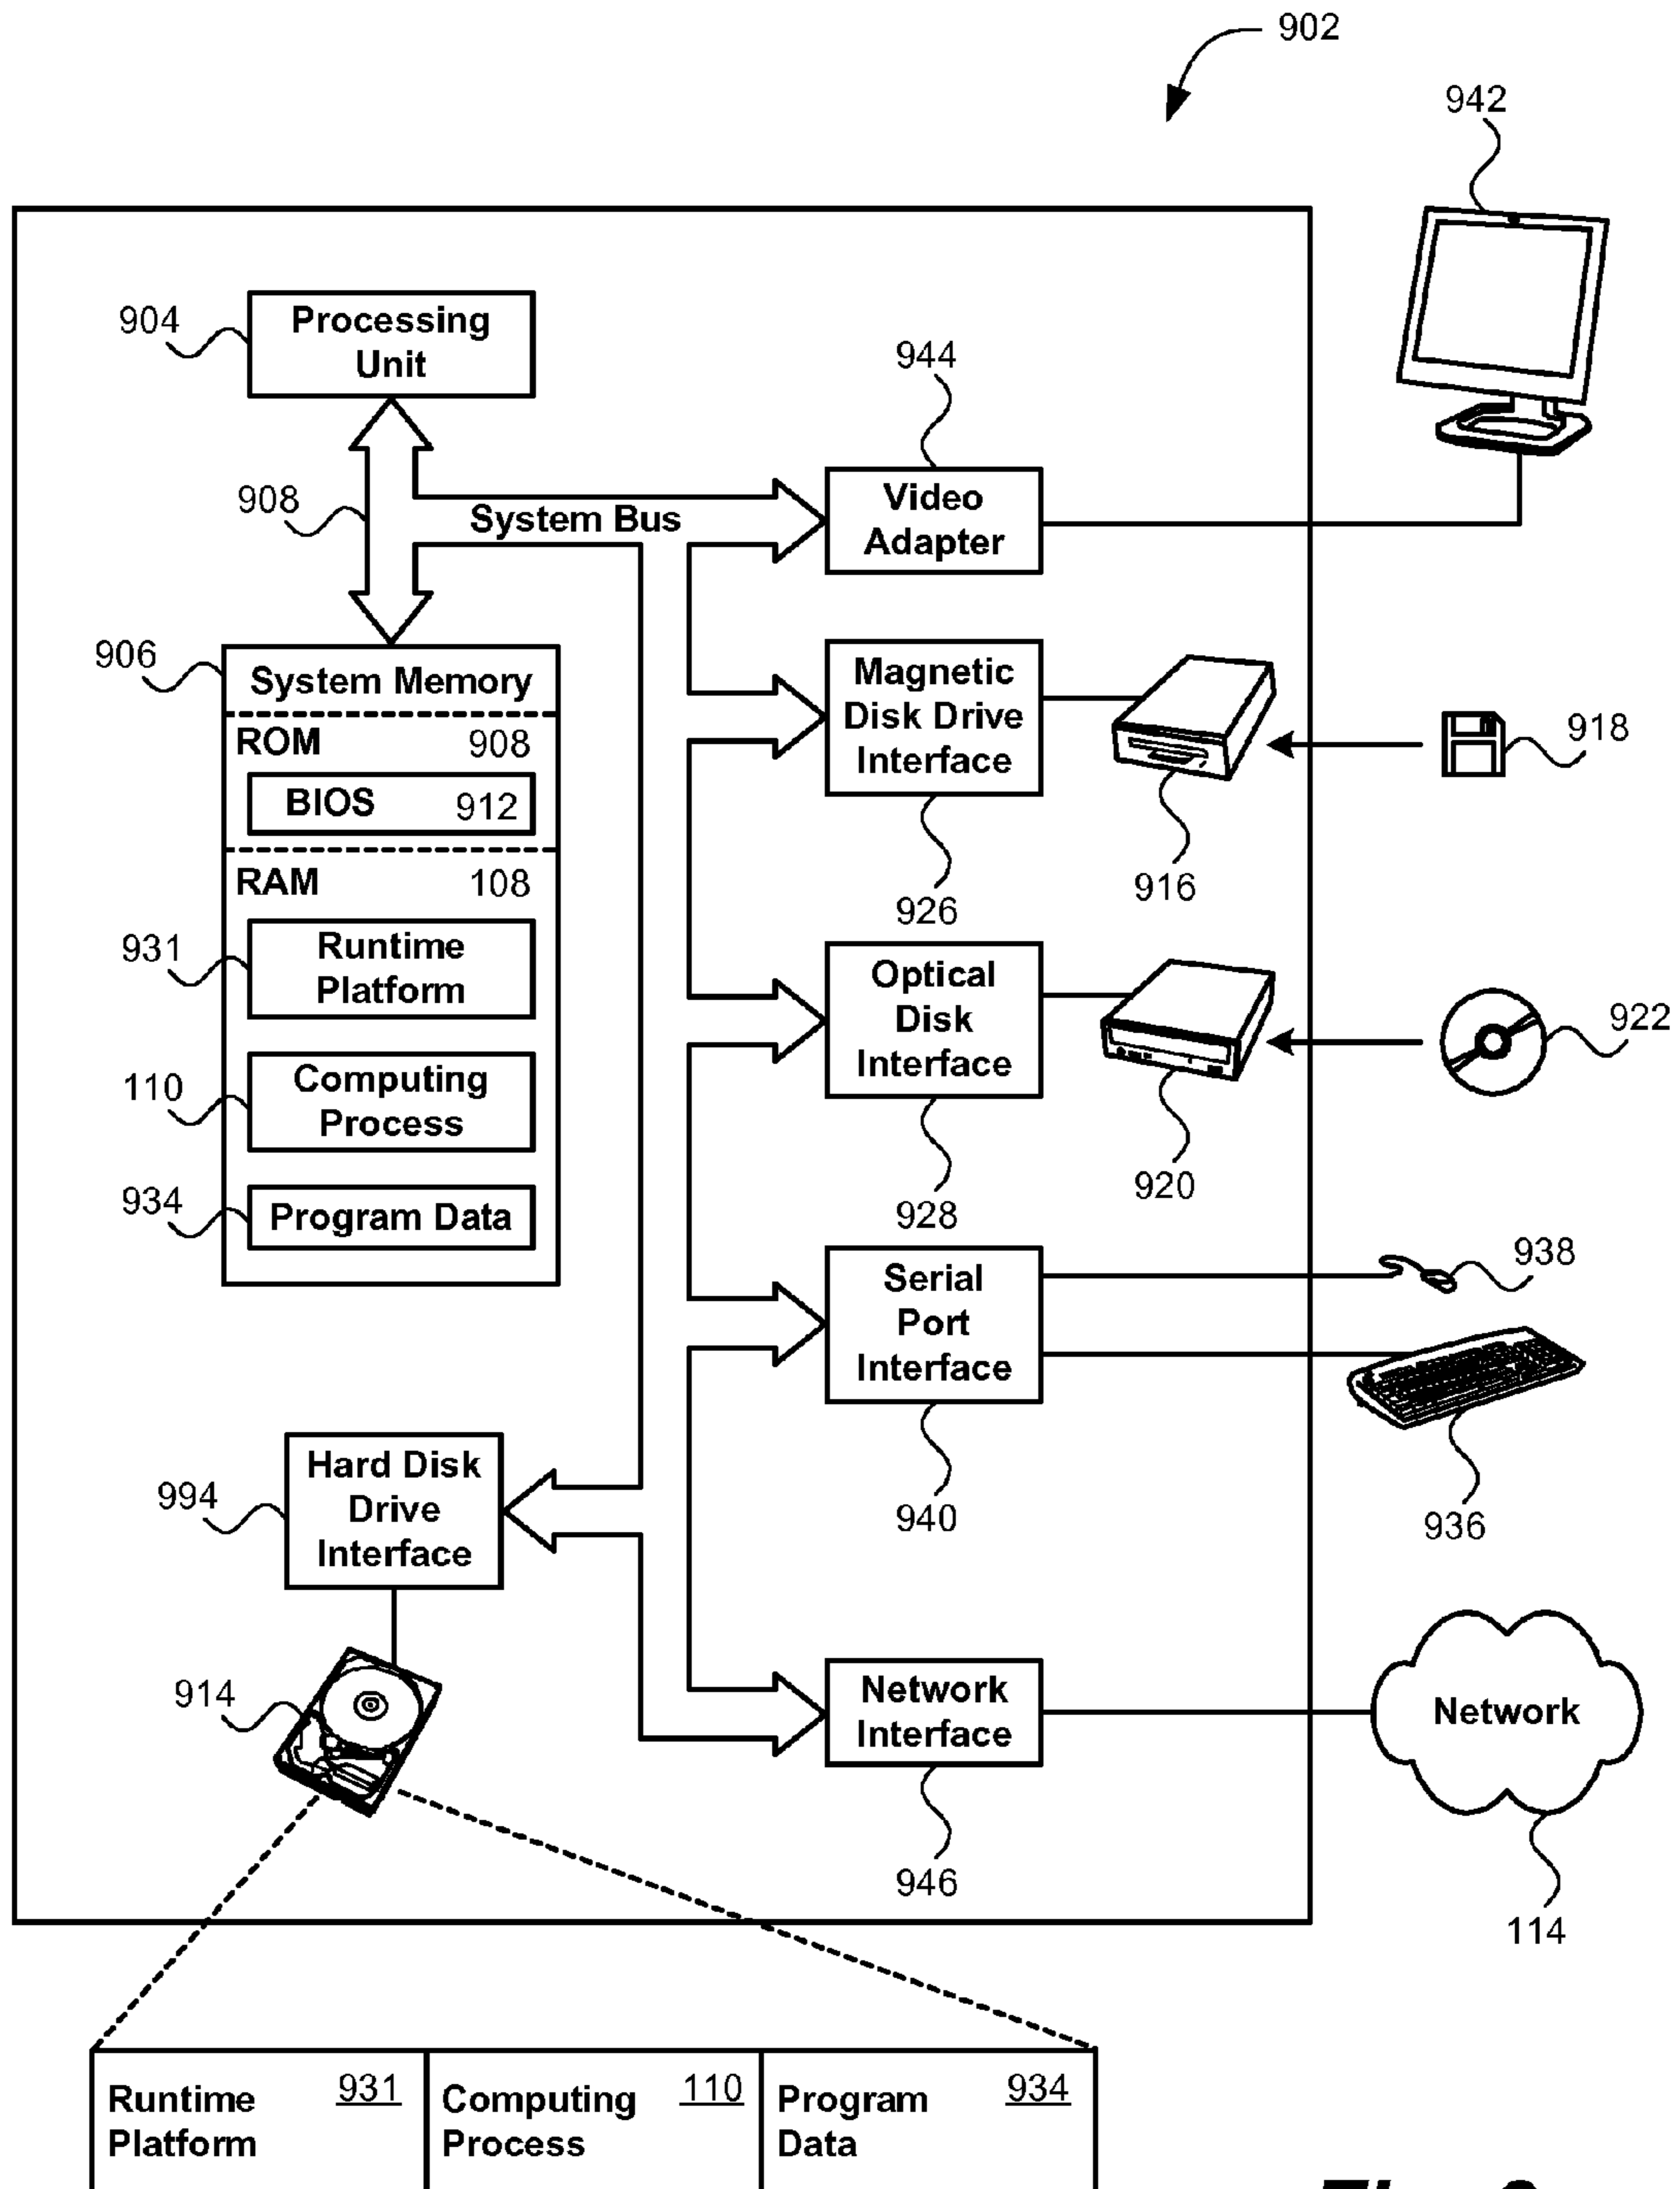 902
942
904
Processing
Unit
944
908
System Bus
Video
Adapter
906
System Memory
ROM 908
BIOS 912
RAM 108
931
Runtime
Platform
110
Computing
Process
934
Program Data
Magnetic
Disk Drive
Interface
926
916
918
Optical
Disk
Interface
928
920
922
Serial
Port
Interface
940
938
936
994
Hard Disk
Drive
Interface
914
Network
Interface
946
Network
114
Runtime
Platform
931
Computing
Process
110
Program
Data
934